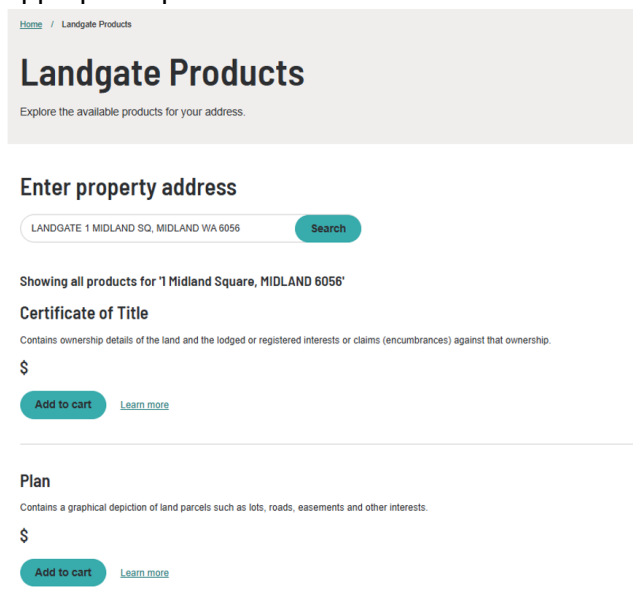 Home / Landgate Products
Landgate Products
Explore the available products for your address.
Enter property address
LANDGATE 1 MIDLAND SQ, MIDLAND WA 6056
Search
Showing all products for '1 Midland Square, MIDLAND 6056'
Certificate of Title
Contains ownership details of the land and the lodged or registered interests or claims (encumbrances) against that ownership.
$
Add to cart Learn more
Plan
Contains a graphical depiction of land parcels such as lots, roads, easements and other interests.
$
Add to cart Learn more